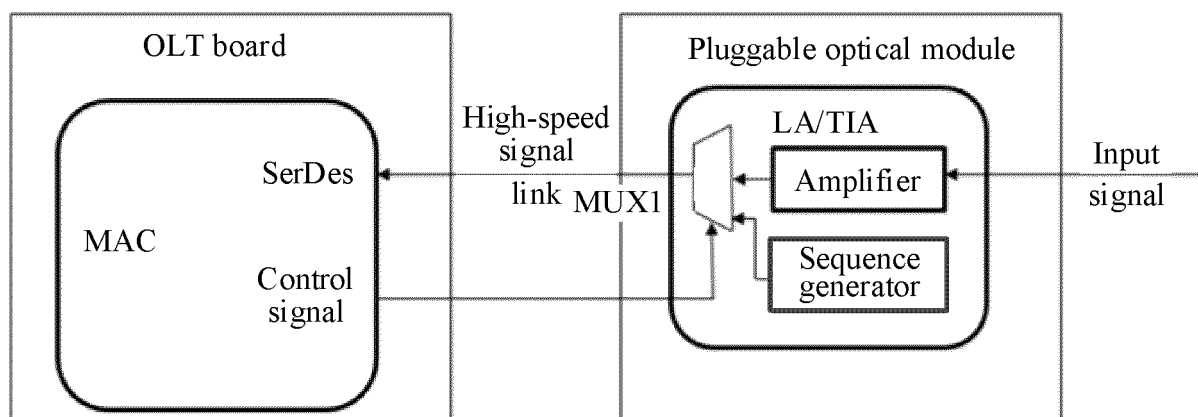 OLT board
Pluggable optical module
High-speed
signal
link
LA/TIA
Input
signal
SerDes
Amplifier
MUX1
MAC
Sequence
generator
Control
signal